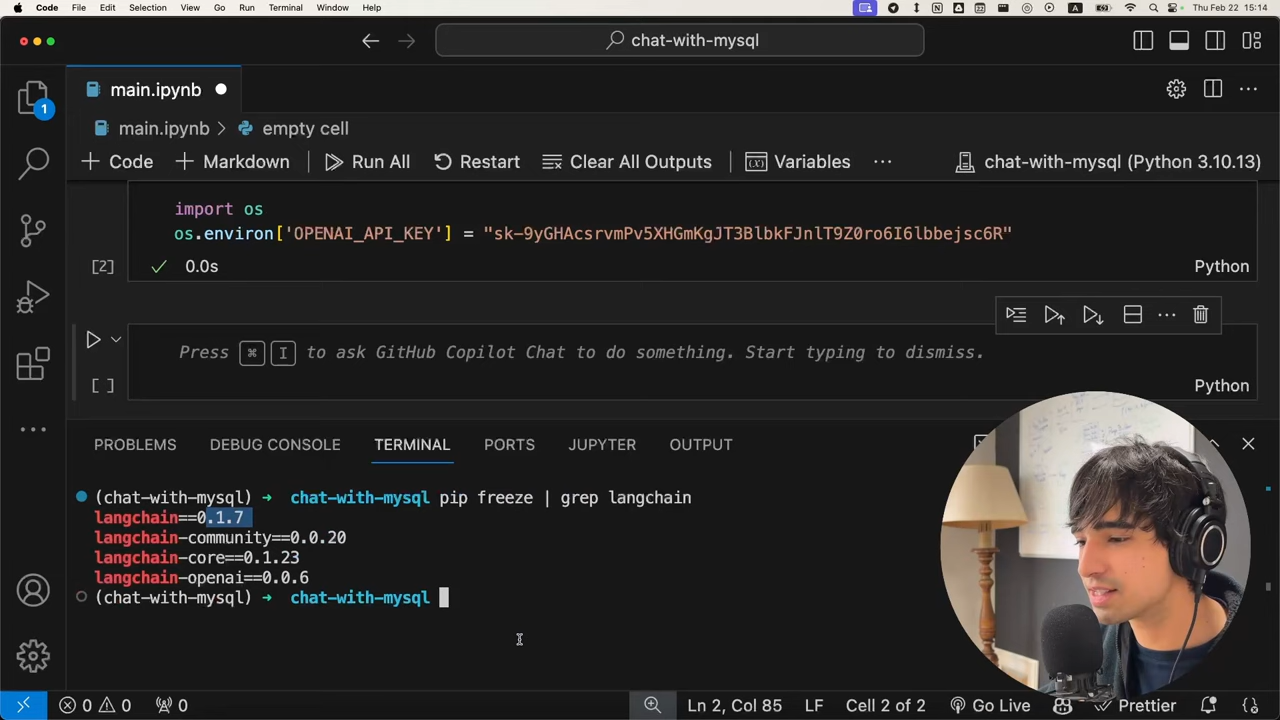 Code File Edit Selection View Go Run Terminal Window Help Thu Feb 22 15:14
chat-with-mysql
1
main.ipynb
main.ipynb > empty cell
+ Code + Markdown Run All Restart Clear All Outputs Variables ... chat-with-mysql (Python 3.10.13)
import os
os.environ['OPENAI_API_KEY'] = "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"
[2] ✓ 0.0s Python
Press ⌘ I to ask GitHub Copilot Chat to do something. Start typing to dismiss.
[ ] Python
PROBLEMS DEBUG CONSOLE TERMINAL PORTS JUPYTER OUTPUT
(chat-with-mysql) → chat-with-mysql pip freeze | grep langchain
langchain==0.1.7
langchain-community==0.0.20
langchain-core==0.1.23
langchain-openai==0.0.6
(chat-with-mysql) → chat-with-mysql
0 0 0 Ln 2, Col 85 LF Cell 2 of 2 Go Live Prettier